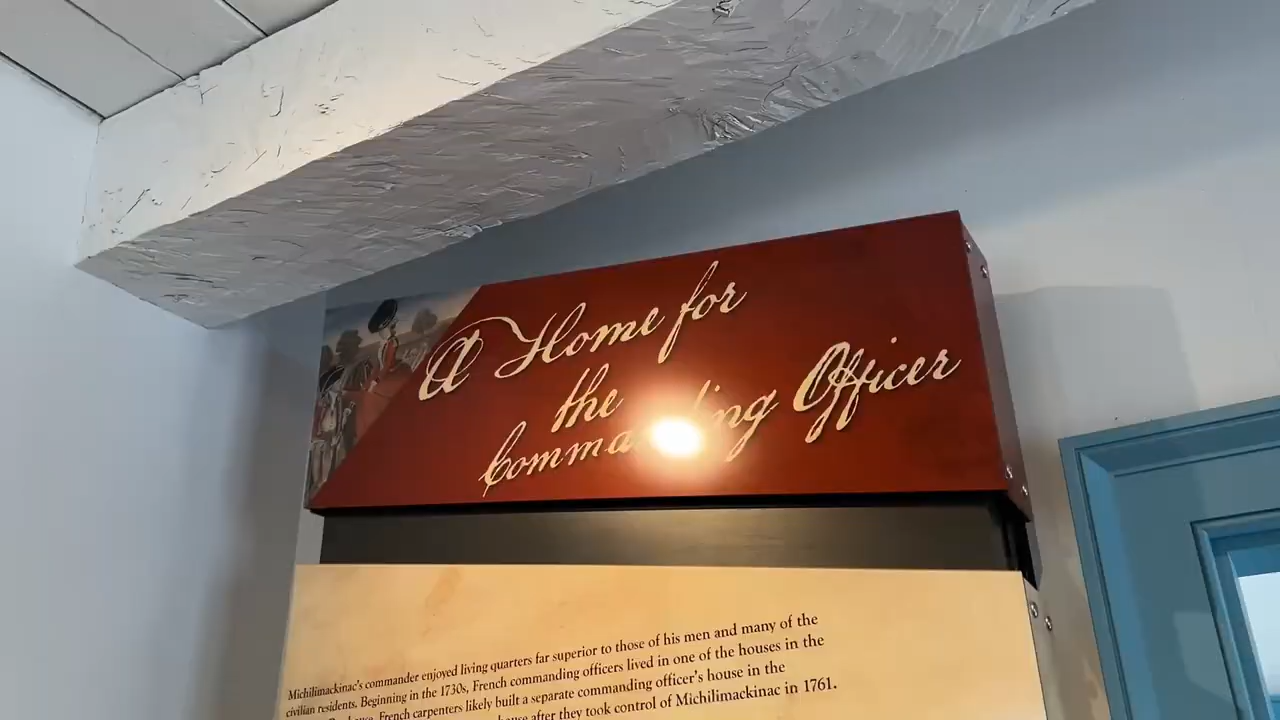 A Home for
the
Commanding Officer
Michilimackinac's commander enjoyed living quarters far superior to those of his men and many of the
civilian residents. Beginning in the 1730s, French commanding officers lived in one of the houses in the
French carpenters likely built a separate commanding officer's house in the
after they took control of Michilimackinac in 1761.